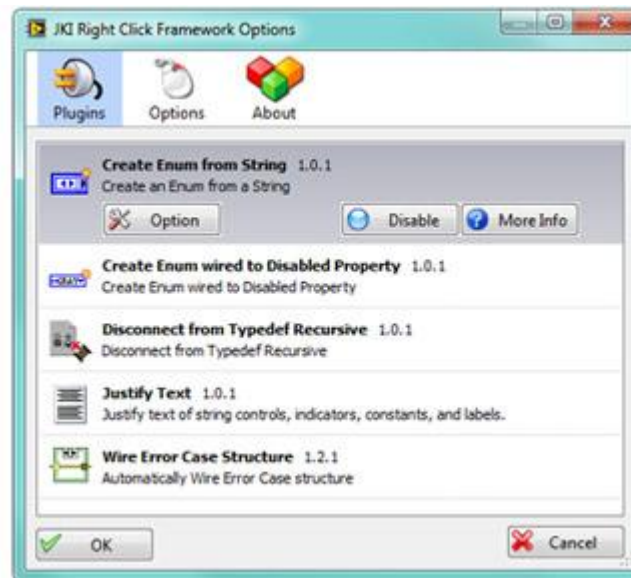 JKI Right Click Framework Options
Plugins Options About
Create Enum from String 1.0.1
Create an Enum from a String
Option Disable More Info
Create Enum wired to Disabled Property 1.0.1
Create Enum wired to Disabled Property
Disconnect from Typedef Recursive 1.0.1
Disconnect from Typedef Recursive
Justify Text 1.0.1
Justify text of string controls, indicators, constants, and labels.
Wire Error Case Structure 1.2.1
Automatically Wire Error Case structure
OK Cancel